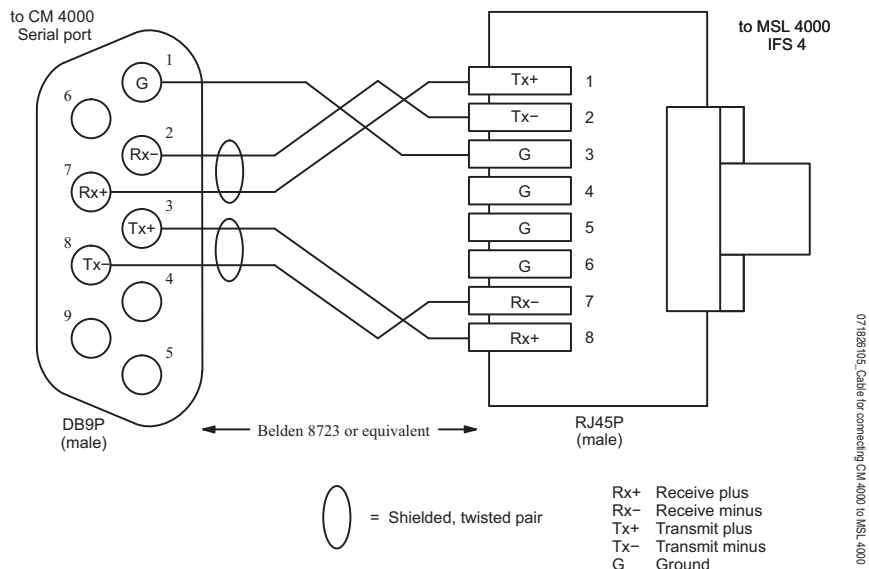 to CM 4000
Serial port
to MSL 4000
IFS 4
1
G
6
2
Rx−
7
Rx+
3
Tx+
8
Tx−
4
9
5
Tx+ 1
Tx− 2
G 3
G 4
G 5
G 6
Rx− 7
Rx+ 8
DB9P
(male)
Belden 8723 or equivalent
RJ45P
(male)
= Shielded, twisted pair
Rx+ Receive plus
Rx− Receive minus
Tx+ Transmit plus
Tx− Transmit minus
G Ground
071826105_Cable for connecting CM 4000 to MSL 4000